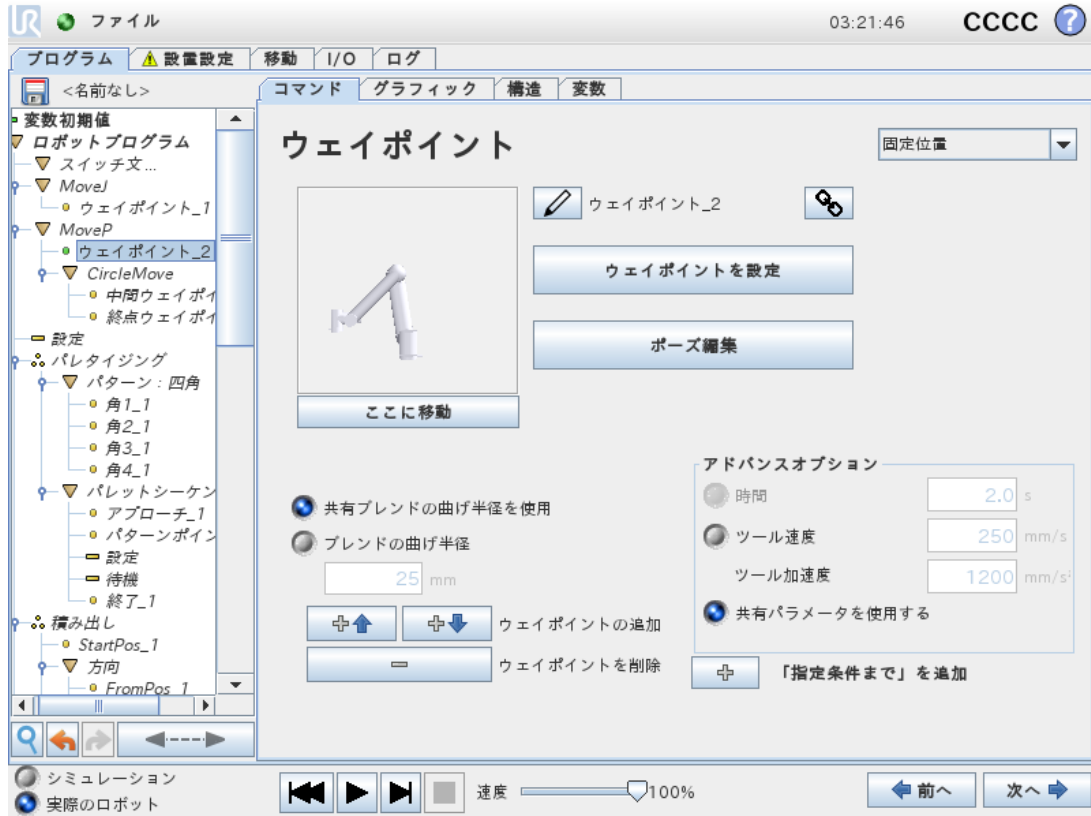 UR ファイル 03:21:46 CCCC ?
プログラム 設置設定 移動 I/O ログ
<名前なし>
コマンド グラフィック 構造 変数
変数初期値
ロボットプログラム
スイッチ文...
MoveJ
ウェイポイント_1
MoveP
ウェイポイント_2
CircleMove
中間ウェイポイ
終点ウェイポイ
設定
パレタイジング
パターン : 四角
角1_1
角2_1
角3_1
角4_1
パレットシーケン
アプローチ_1
パターンポイン
設定
待機
終了_1
積み出し
StartPos_1
方向
FromPos_1
ウェイポイント
固定位置
ウェイポイント_2
ウェイポイントを設定
ポーズ編集
ここに移動
共有ブレンドの曲げ半径を使用
ブレンドの曲げ半径
25 mm
ウェイポイントの追加
ウェイポイントを削除
アドバンスオプション
時間 2.0 s
ツール速度 250 mm/s
ツール加速度 1200 mm/s²
共有パラメータを使用する
「指定条件まで」を追加
シミュレーション
実際のロボット
速度 100%
前へ 次へ